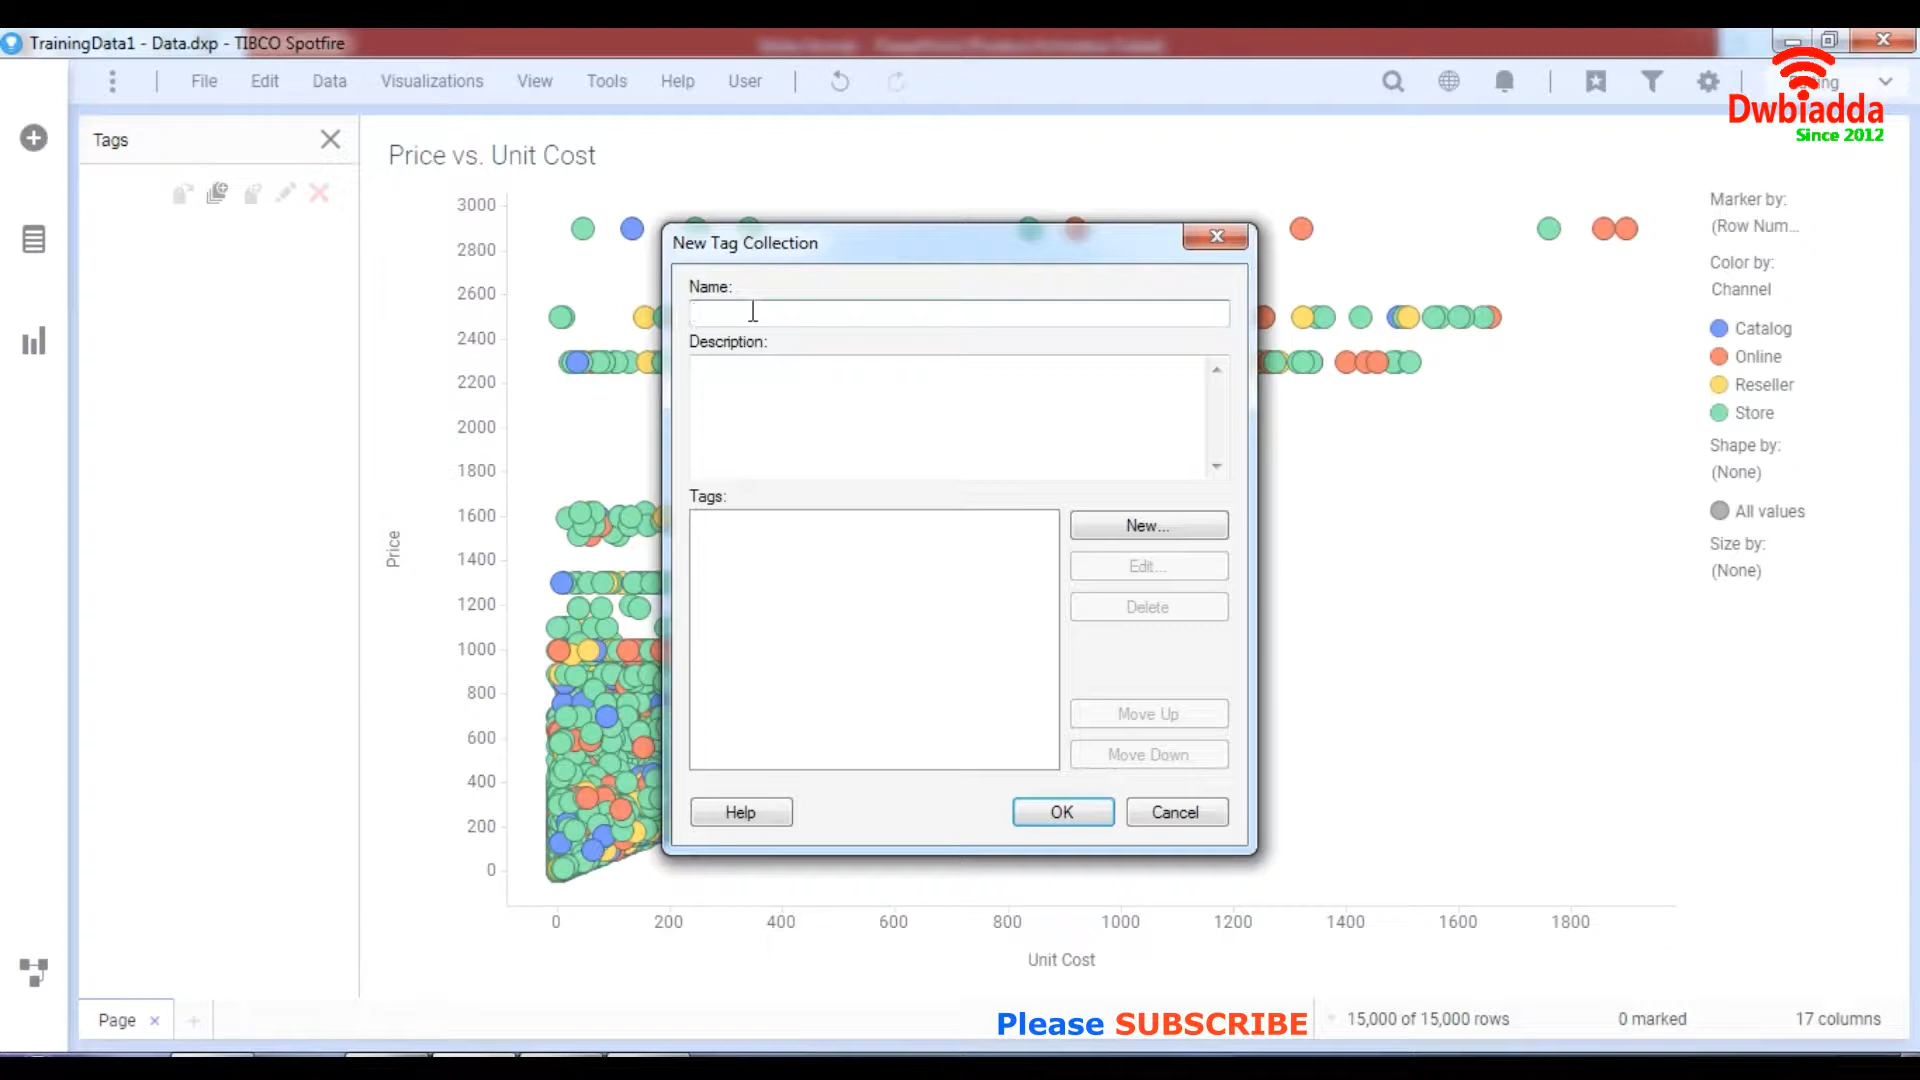 TrainingData1 - Data.dxp - TIBCO Spotfire
File Edit Data Visualizations View Tools Help User
Dwbiadda
Since 2012
Tags
Price vs. Unit Cost
3000
2800
2600
2400
2200
2000
1800
1600
1400
1200
1000
800
600
400
200
0
Price
0 200 400 600 800 1000 1200 1400 1600 1800
Unit Cost
New Tag Collection
Name:
Description:
Tags:
New...
Edit...
Delete
Move Up
Move Down
Help OK Cancel
Marker by:
(Row Num...
Color by:
Channel
Catalog
Online
Reseller
Store
Shape by:
(None)
All values
Size by:
(None)
Page
Please SUBSCRIBE
15,000 of 15,000 rows 0 marked 17 columns